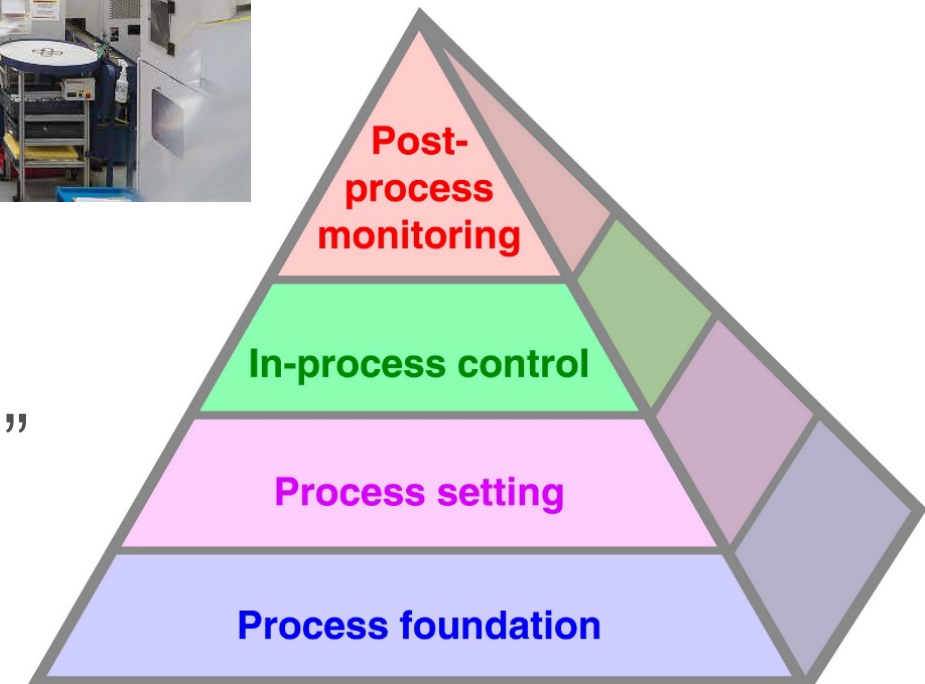 Post-
process
monitoring
In-process control
”
Process setting
Process foundation